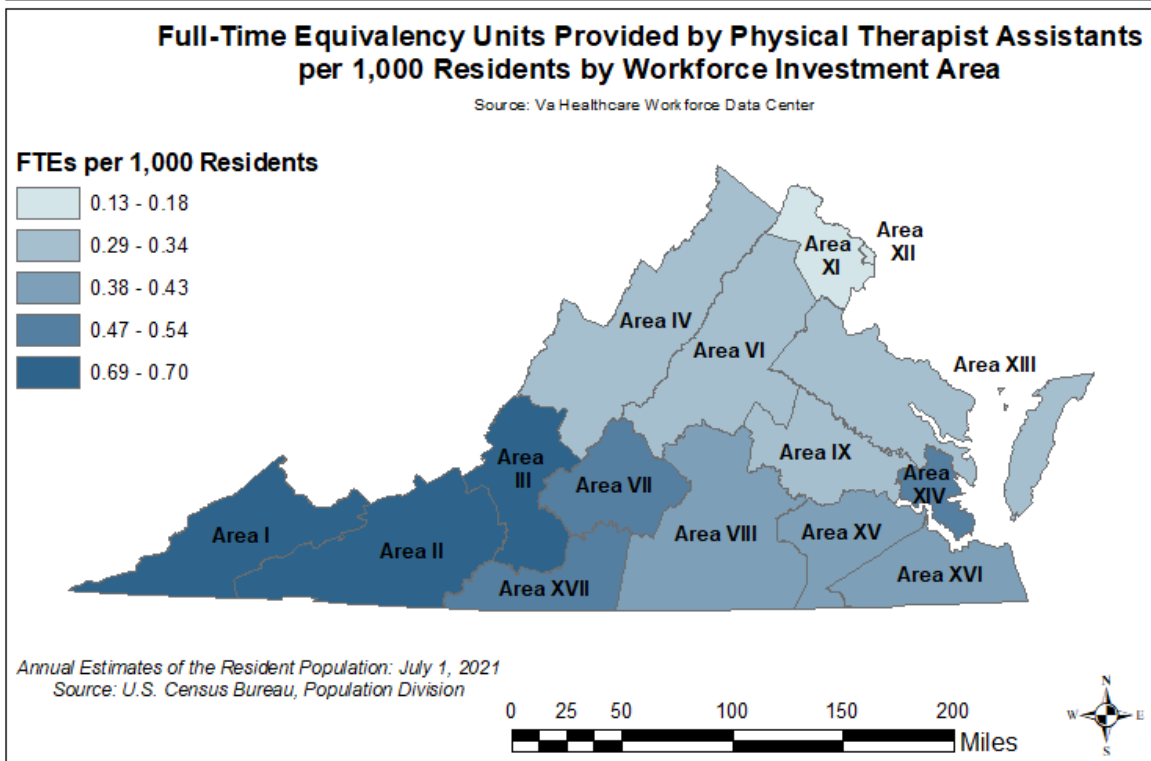 Full-Time Equivalency Units Provided by Physical Therapist Assistants
per 1,000 Residents by Workforce Investment Area
Source: Va Healthcare Workforce Data Center
FTEs per 1,000 Residents
0.13 - 0.18
0.29 - 0.34
0.38 - 0.43
0.47 - 0.54
0.69 - 0.70
Area
XI
Area
XII
Area IV
Area VI
Area XIII
Area
III
Area IX
Area VII
Area
XIV
Area I
Area II
Area VIII
Area XV
Area XVII
Area XVI
Annual Estimates of the Resident Population: July 1, 2021
Source: U.S. Census Bureau, Population Division
0 25 50 100 150 200
Miles
N
W E
S